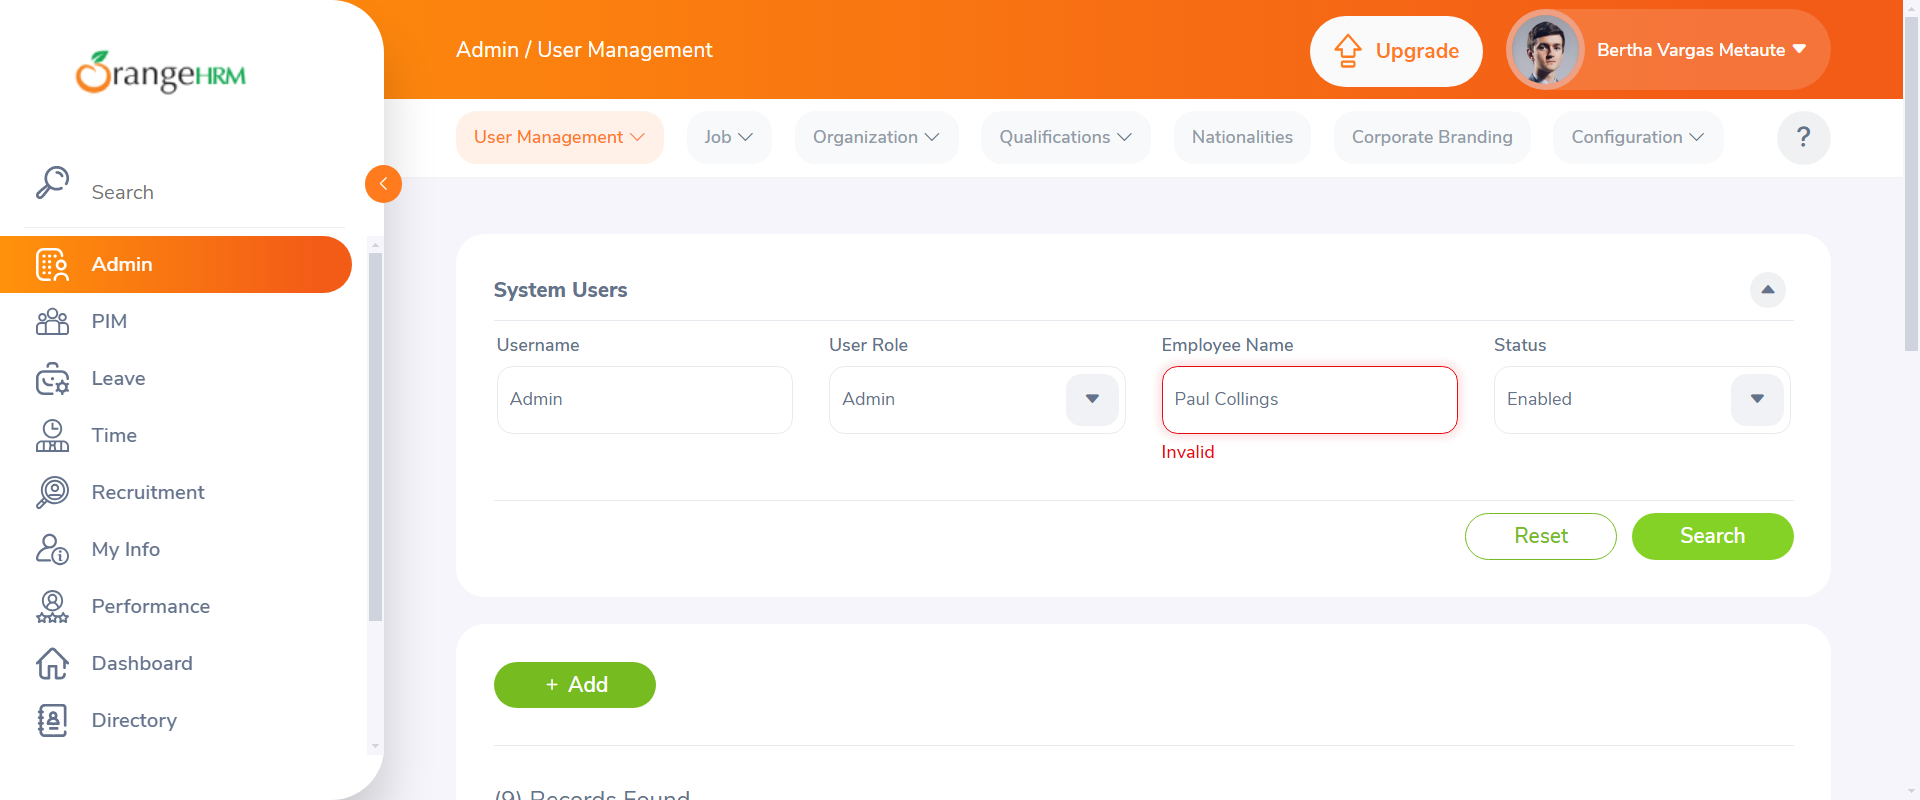 OrangeHRM
Admin / User Management
Upgrade
Bertha Vargas Metaute
User Management
Job
Organization
Qualifications
Nationalities
Corporate Branding
Configuration
?
Search
Admin
PIM
Leave
Time
Recruitment
My Info
Performance
Dashboard
Directory
System Users
Username
User Role
Employee Name
Status
Admin
Admin
Paul Collings
Enabled
Invalid
Reset
Search
+ Add
(9) Records Found